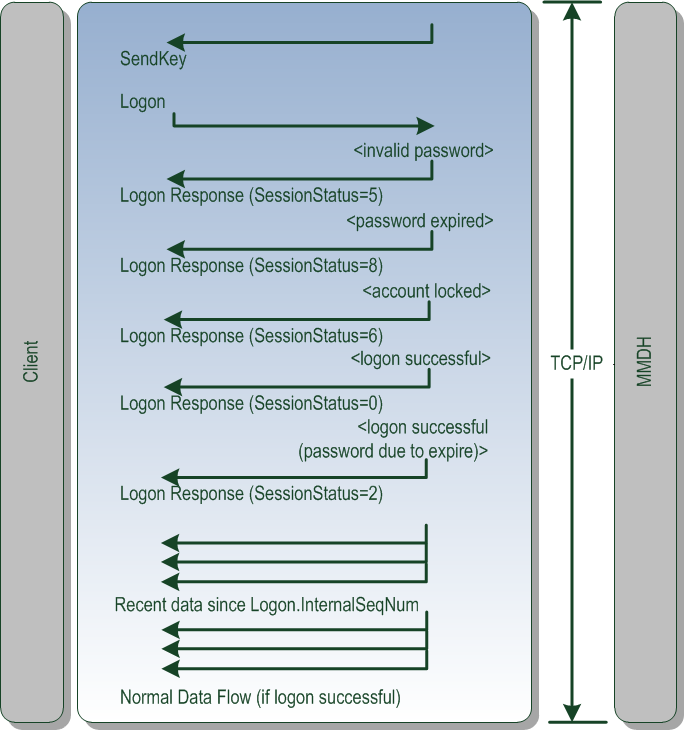 SendKey
Logon
<invalid password>
Logon Response (SessionStatus=5)
<password expired>
Logon Response (SessionStatus=8)
<account locked>
Logon Response (SessionStatus=6)
<logon successful>
Logon Response (SessionStatus=0)
<logon successful
(password due to expire)>
Logon Response (SessionStatus=2)
Recent data since Logon.InternalSeqNum
Normal Data Flow (if logon successful)
Client
TCP/IP
MMDH